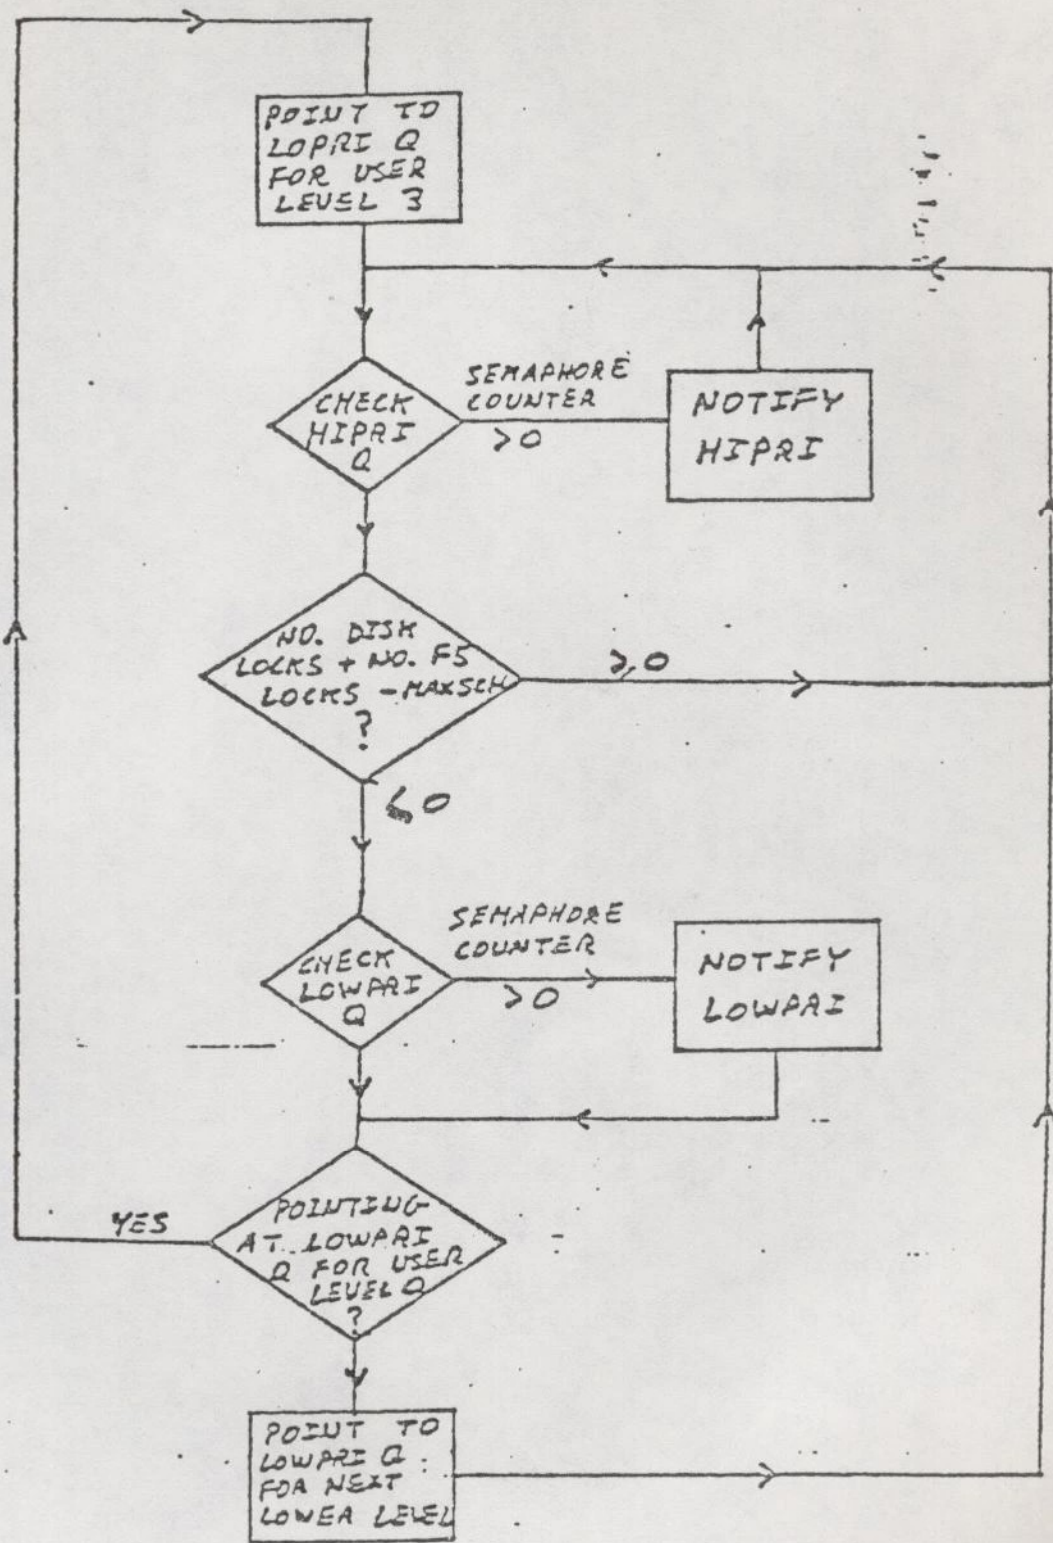 POINT TO
LOPRI Q
FOR USER
LEVEL 3
CHECK
HIPRI
Q
SEMAPHORE
COUNTER
>0
NOTIFY
HIPRI
NO. DISK
LOCKS + NO. FS
LOCKS - MAXSCH
?
≥0
≤0
CHECK
LOWPRI
Q
SEMAPHORE
COUNTER
>0
NOTIFY
LOWPRI
POINTING
AT LOWPRI
Q FOR USER
LEVEL 0
?
YES
POINT TO
LOWPRI Q
FOR NEXT
LOWER LEVEL